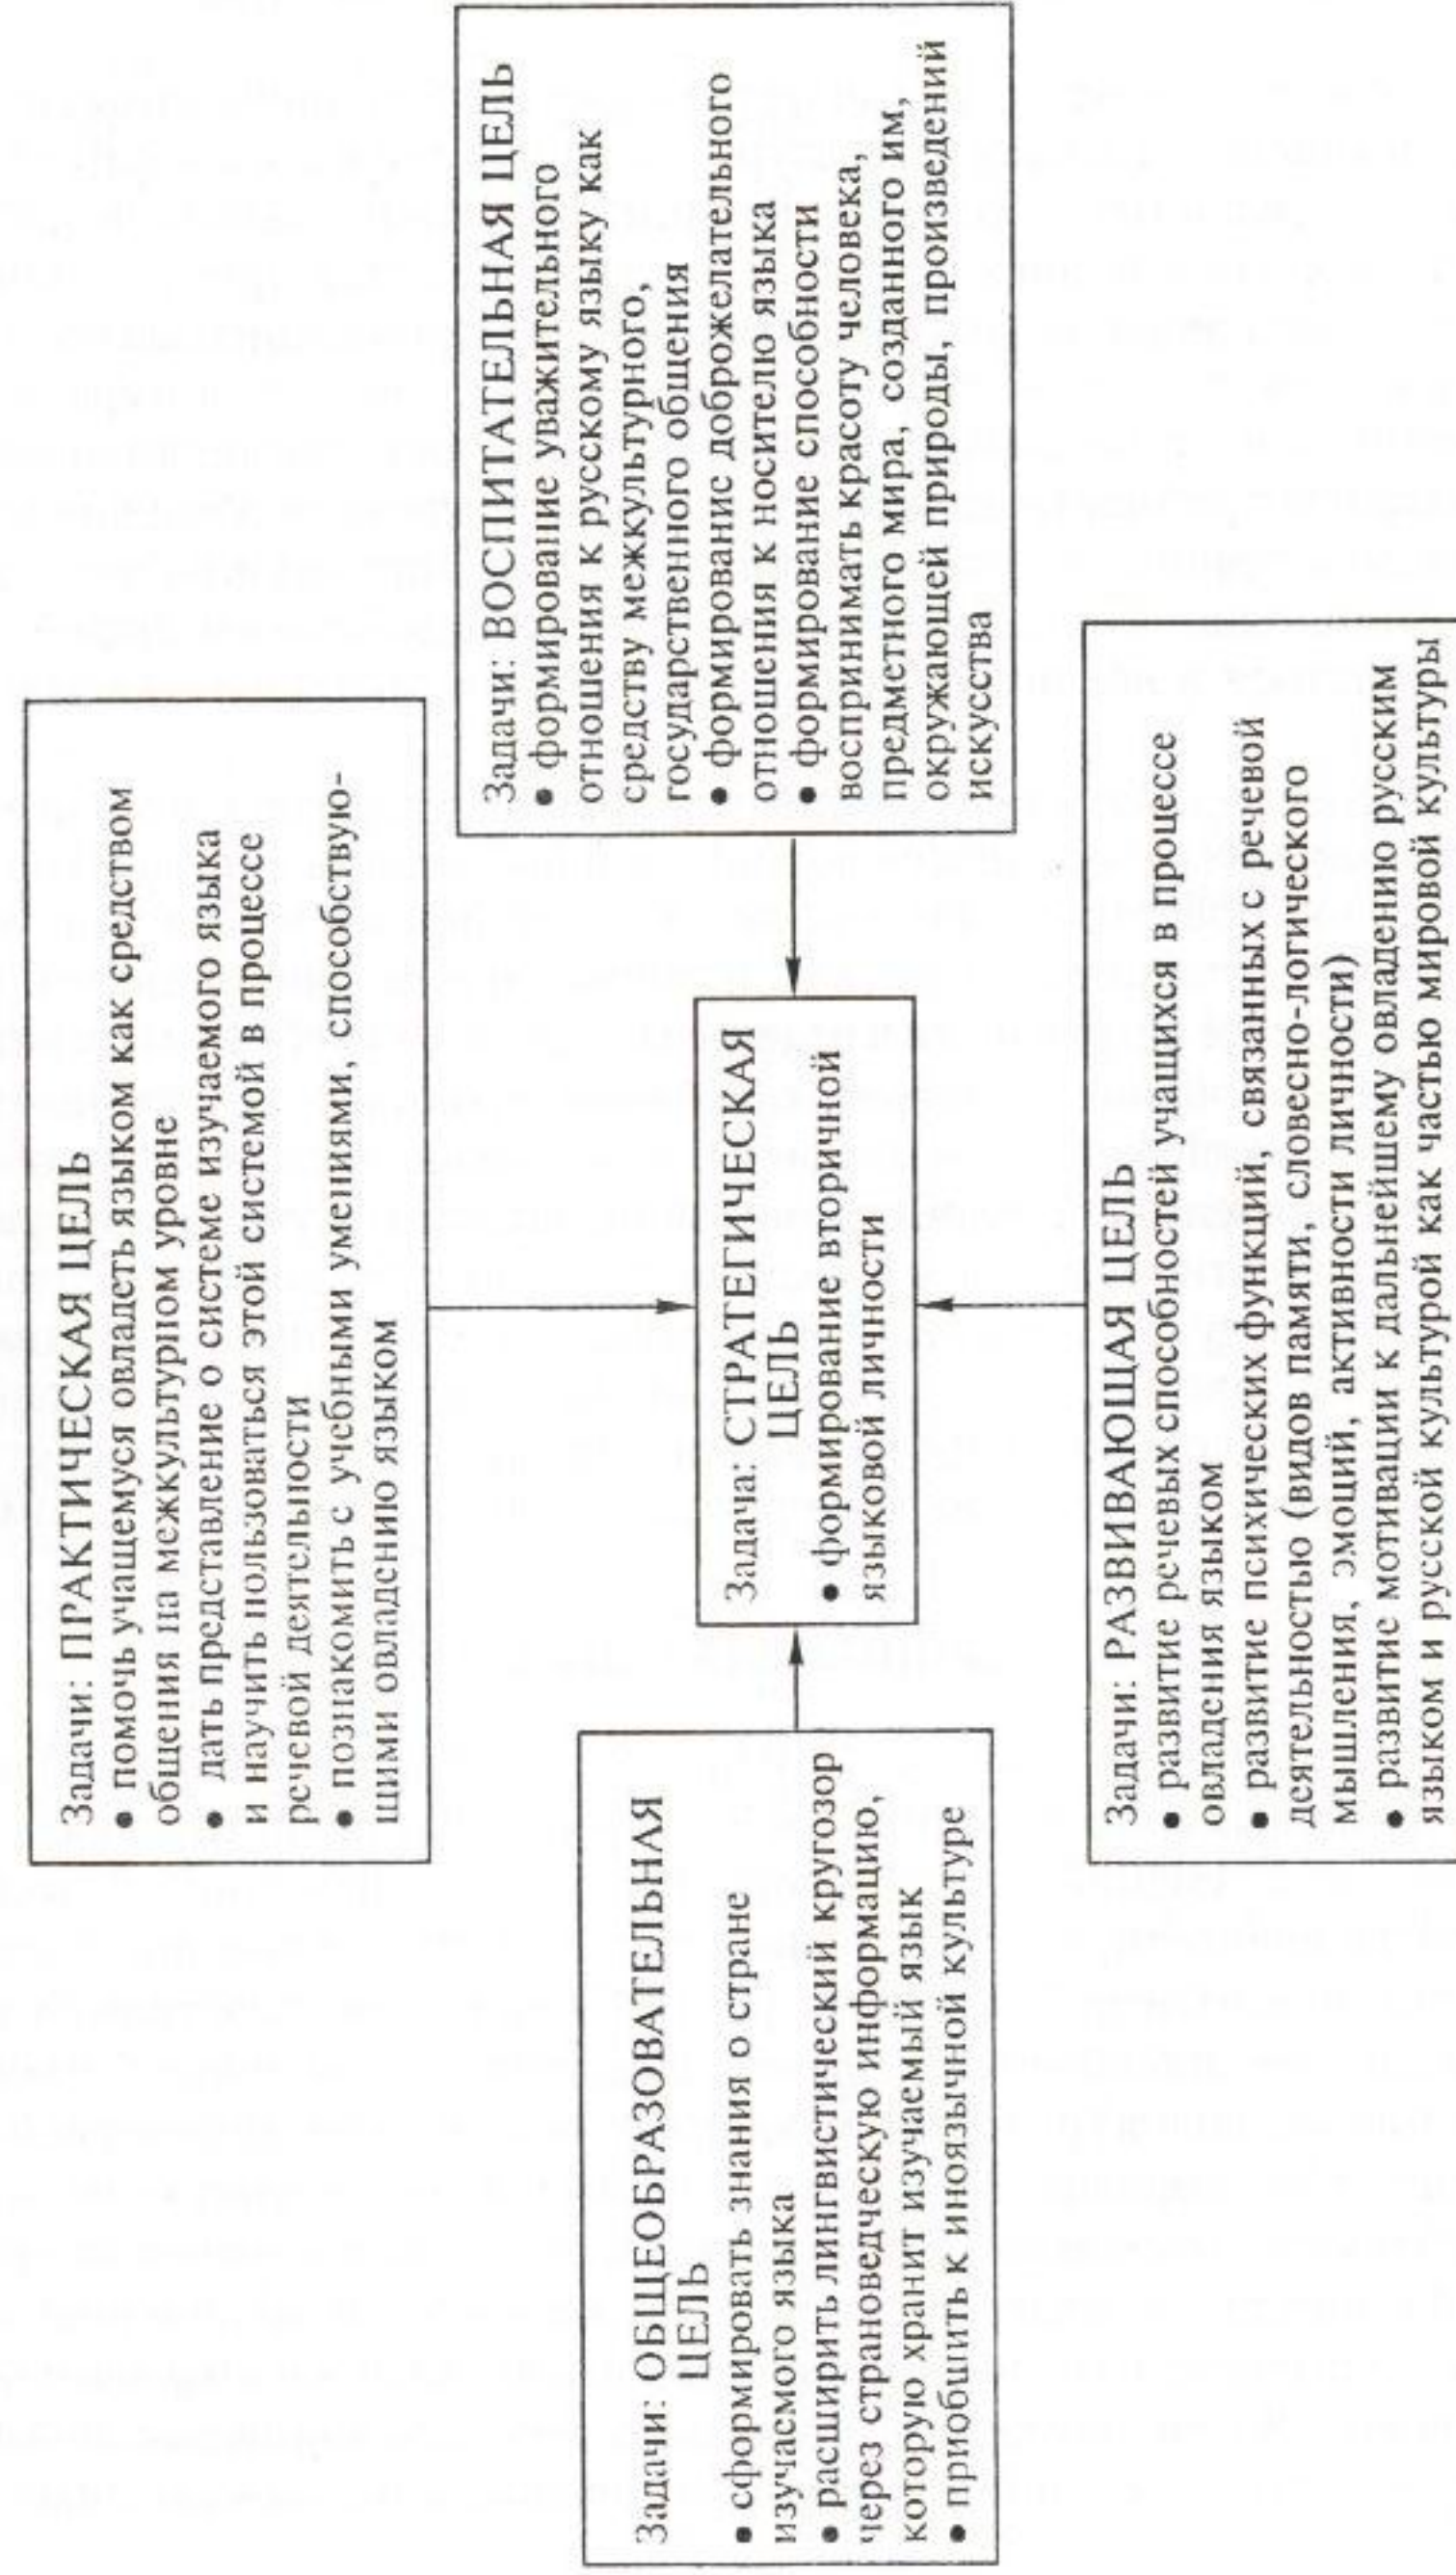 Задачи: ПРАКТИЧЕСКАЯ ЦЕЛЬ
• помочь учащемуся овладеть языком как средством
общения на межкультурном уровне
• дать представление о системе изучаемого языка
и научить пользоваться этой системой в процессе
речевой деятельности
• познакомить с учебными умениями, способствую-
щими овладению языком
Задачи: ОБЩЕОБРАЗОВАТЕЛЬНАЯ
ЦЕЛЬ
• сформировать знания о стране
изучаемого языка
• расширить лингвистический кругозор
через страноведческую информацию,
которую хранит изучаемый язык
• приобщить к иноязычной культуре
Задача: СТРАТЕГИЧЕСКАЯ
ЦЕЛЬ
• формирование вторичной
языковой личности
Задачи: ВОСПИТАТЕЛЬНАЯ ЦЕЛЬ
• формирование уважительного
отношения к русскому языку как
средству межкультурного,
государственного общения
• формирование доброжелательного
отношения к носителю языка
• формирование способности
воспринимать красоту человека,
предметного мира, созданного им,
окружающей природы, произведений
искусства
Задачи: РАЗВИВАЮЩАЯ ЦЕЛЬ
• развитие речевых способностей учащихся в процессе
овладения языком
• развитие психических функций, связанных с речевой
деятельностью (видов памяти, словесно-логического
мышления, эмоций, активности личности)
• развитие мотивации к дальнейшему овладению русским
языком и русской культурой как частью мировой культуры